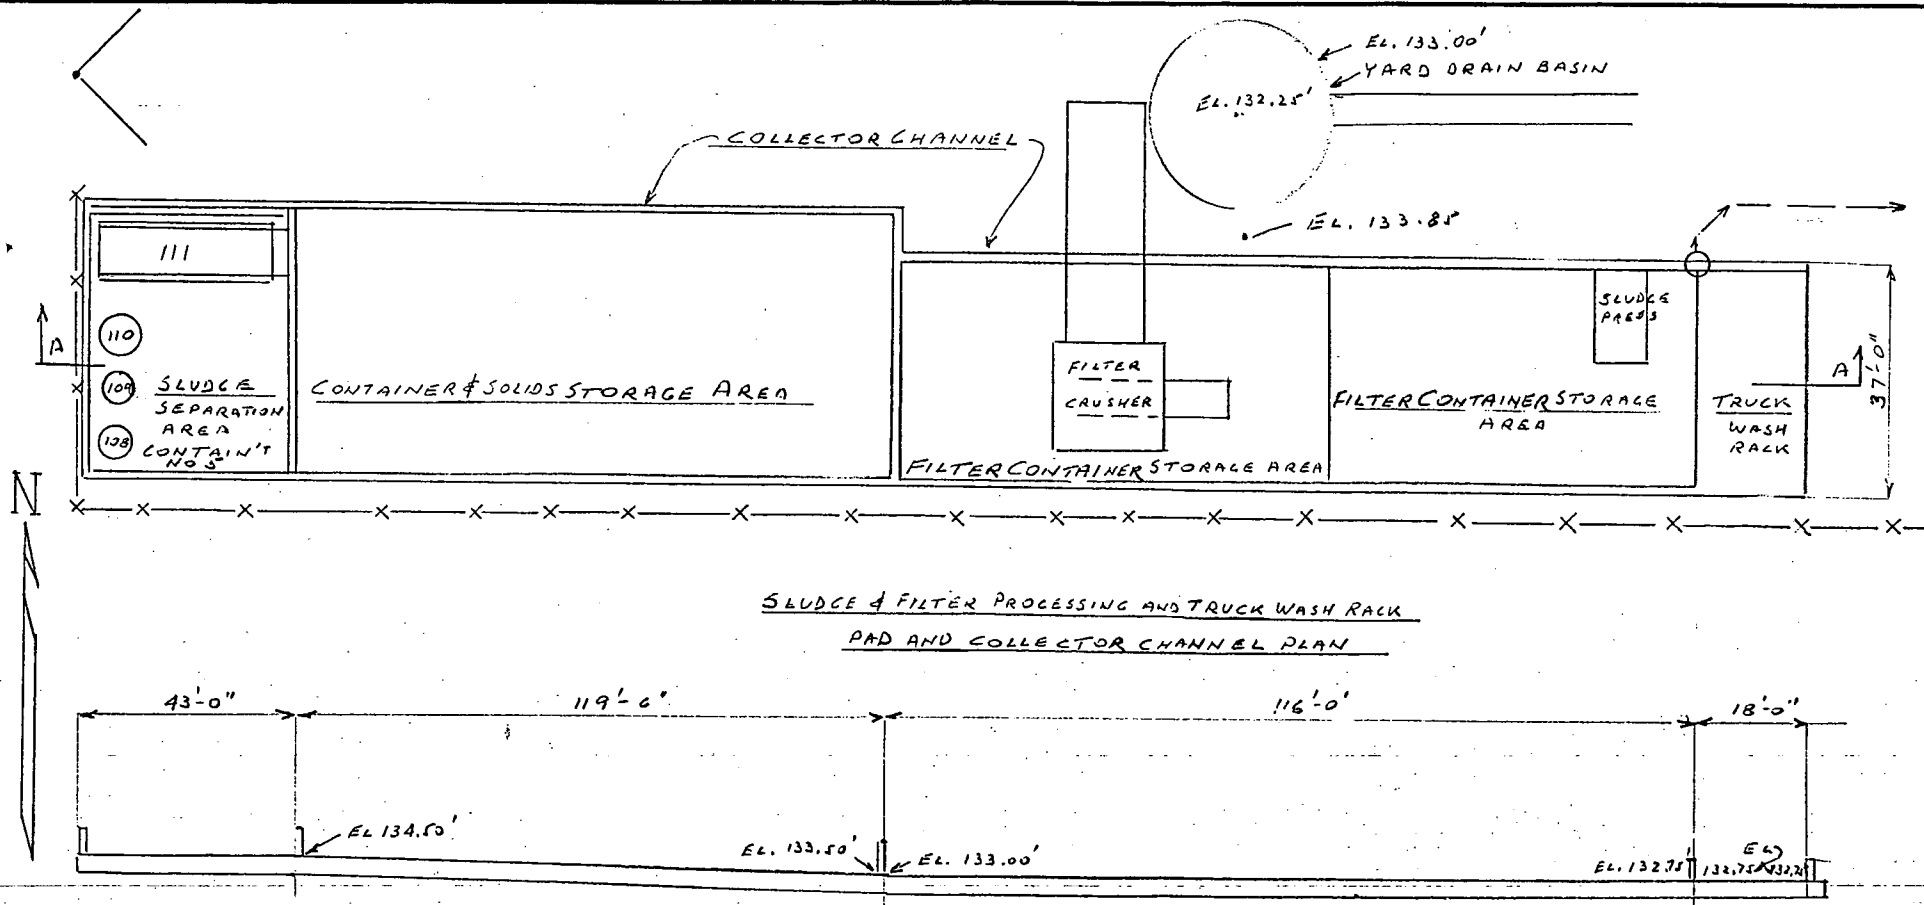 EL. 133.00'
YARD DRAIN BASIN
EL. 132.25'
COLLECTOR CHANNEL
EL. 133.85'
111
110
109
108
SLUDGE
SEPARATION
AREA
CONTAIN'T
NO 5
A
CONTAINER & SOLIDS STORAGE AREA
FILTER
CRUSHER
FILTER CONTAINER STORAGE AREA
SLUDGE
PRESS
FILTER CONTAINER STORAGE
AREA
TRUCK
WASH
RACK
A
37'-0"
N
SLUDGE & FILTER PROCESSING AND TRUCK WASH RACK
PAD AND COLLECTOR CHANNEL PLAN
43'-0"
119'-6"
116'-0'
18'-0"
EL 134.50'
EL. 133.50'
EL. 133.00'
EL. 132.75'
132.75